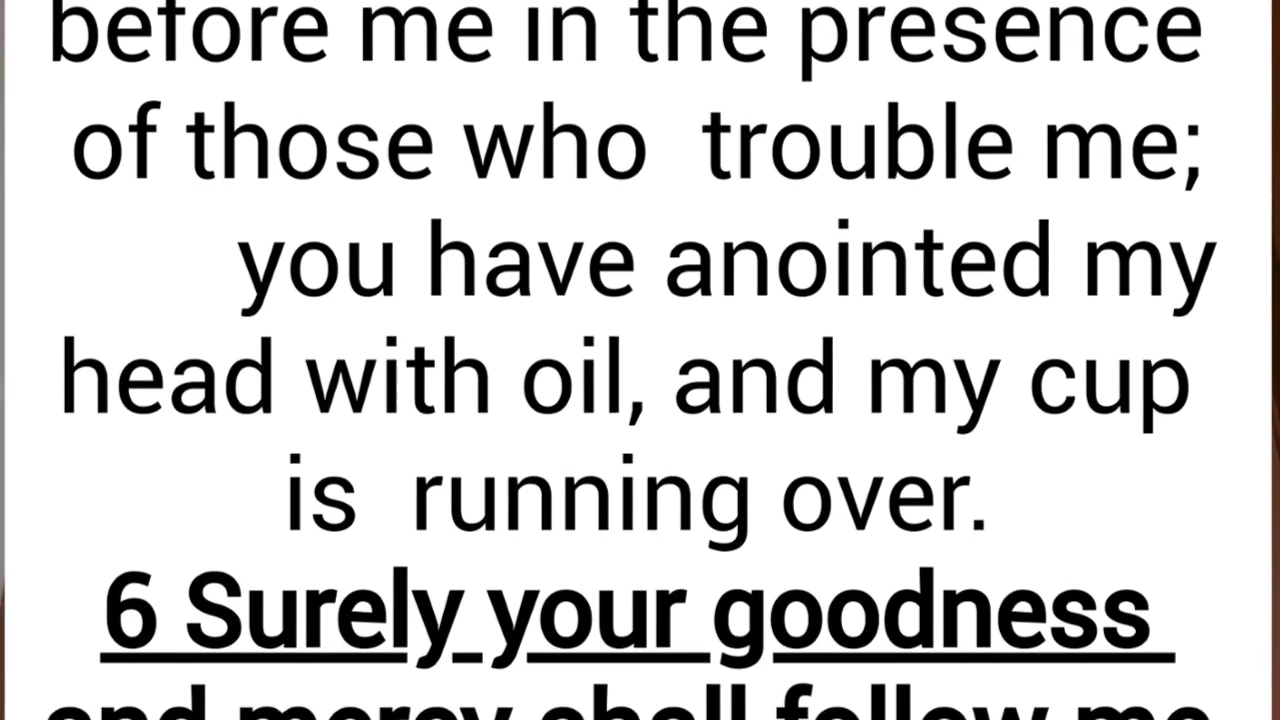 before me in the presence
of those who trouble me;
you have anointed my
head with oil, and my cup
is running over.
6 Surely your goodness
and mercy shall follow me